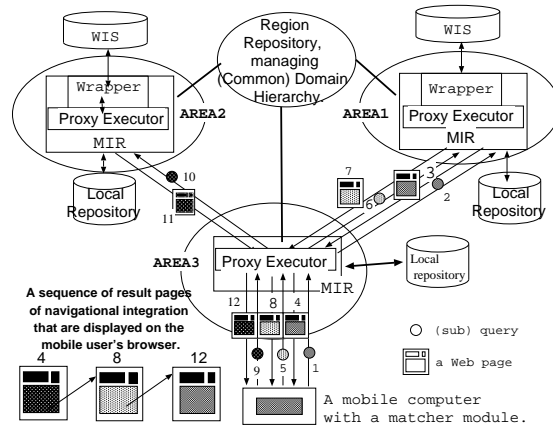 WIS
Region
Repository,
managing
(Common) Domain
Hierarchy.
WIS
Wrapper
Proxy Executor
MIR
AREA2
AREA1
Wrapper
Proxy Executor
MIR
Local
Repository
10
11
7
6
3
2
Local
Repository
AREA3
Proxy Executor
MIR
Local
repository
A sequence of result pages
of navigational integration
that are displayed on the
mobile user's browser.
12
8
4
9
5
1
4
8
12
(sub) query
a Web page
A mobile computer
with a matcher module.